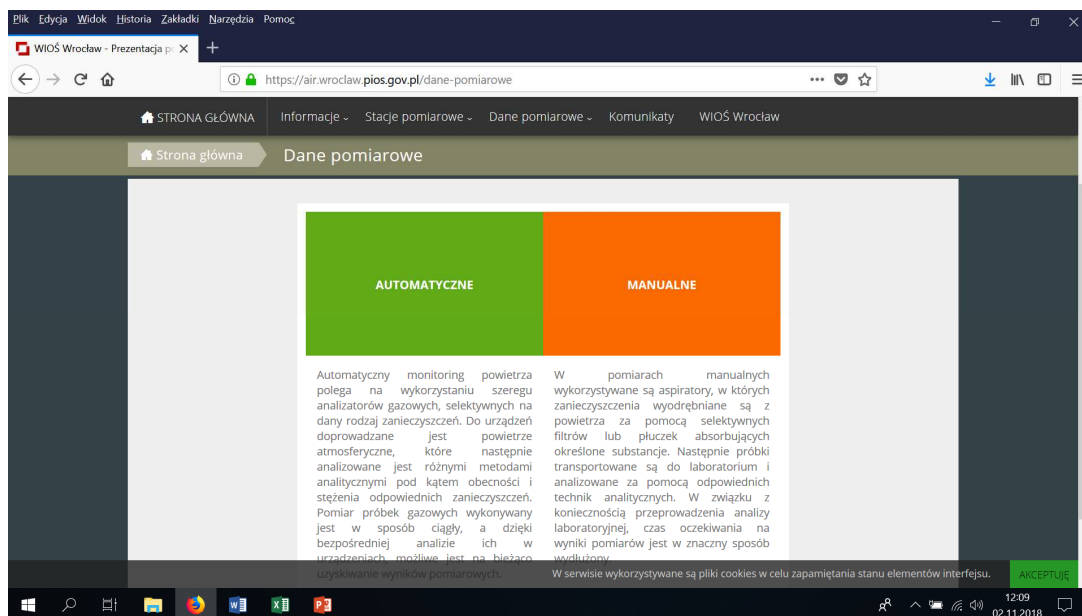 Plik Edycja Widok Historia Zakładki Narzędzia Pomoc
WIOŚ Wrocław - Prezentacja po
https://air.wroclaw.pios.gov.pl/dane-pomiarowe
STRONA GŁÓWNA Informacje Stacje pomiarowe Dane pomiarowe Komunikaty WIOŚ Wrocław
Strona główna Dane pomiarowe
AUTOMATYCZNE
MANUALNE
Automatyczny monitoring powietrza
polega na wykorzystaniu szeregu
analizatorów gazowych, selektywnych na
dany rodzaj zanieczyszczeń. Do urządzeń
doprowadzane jest powietrze
atmosferyczne, które następnie
analizowane jest różnymi metodami
analitycznymi pod kątem obecności i
stężenia odpowiednich zanieczyszczeń.
Pomiar próbek gazowych wykonywany
jest w sposób ciągły, a dzięki
bezpośredniej analizie ich w
urządzeniach, możliwe jest na bieżąco
uzyskiwanie wyników pomiarowych.
W pomiarach manualnych
wykorzystywane są aspiratory, w których
zanieczyszczenia wyodrębniane są z
powietrza za pomocą selektywnych
filtrów lub płuczek absorbujących
określone substancje. Następnie próbki
transportowane są do laboratorium i
analizowane za pomocą odpowiednich
technik analitycznych. W związku z
koniecznością przeprowadzenia analizy
laboratoryjnej, czas oczekiwania na
wyniki pomiarów jest w znaczny sposób
wydłużony.
W serwisie wykorzystywane są pliki cookies w celu zapamiętania stanu elementów interfejsu. AKCEPTUJĘ
12:09
02.11.2018